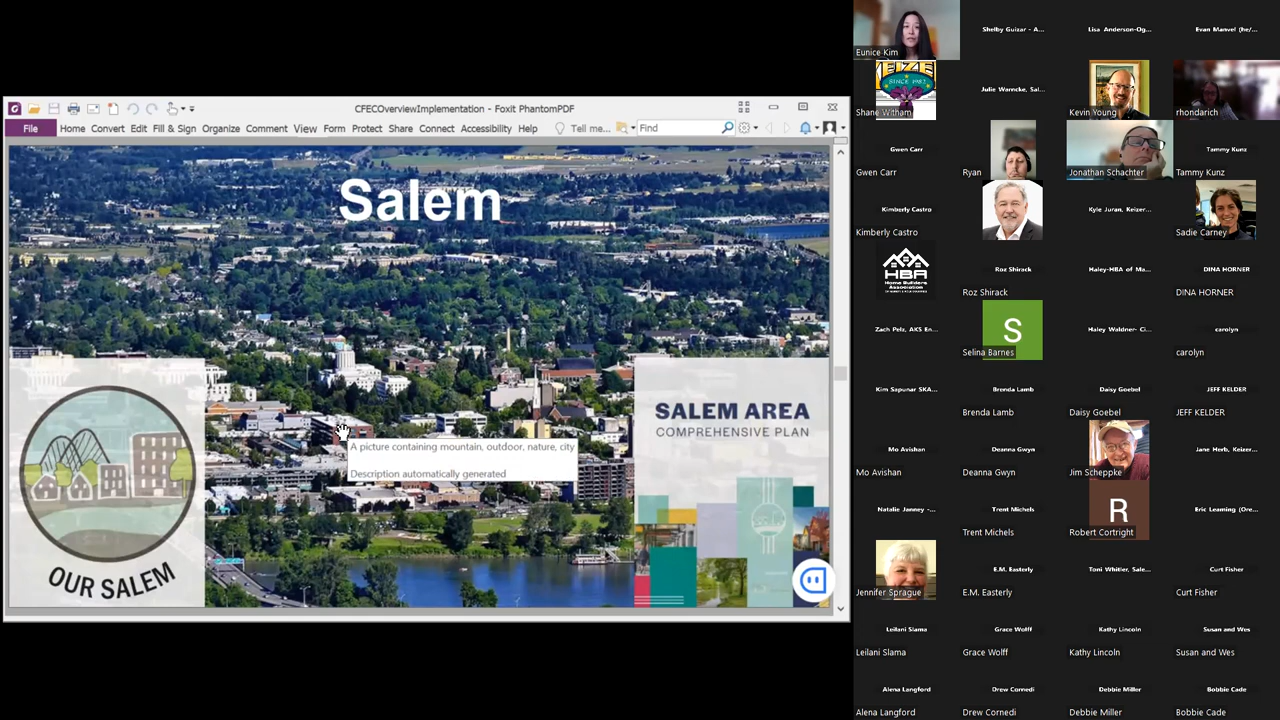 CFECOverviewImplementation - Foxit PhantomPDF
File Home Convert Edit Fill & Sign Organize Comment View Form Protect Share Connect Accessibility Help Tell me... Find
Salem
A picture containing mountain, outdoor, nature, city
Description automatically generated
OUR SALEM
SALEM AREA
COMPREHENSIVE PLAN
Eunice Kim
Shelby Guizar - A...
Lisa Anderson-Og...
Evan Manvel (he/...
SINCE 1982
Shane Witham
Julie Warncke, Sal...
Kevin Young
rhondarich
Gwen Carr
Gwen Carr
Ryan
Jonathan Schachter
Tammy Kunz
Tammy Kunz
Kimberly Castro
Kimberly Castro
Kyle Juran, Keizer...
Sadie Carney
HBA
Home Builders
Association
Roz Shirack
Roz Shirack
Haley-HBA of Ma...
DINA HORNER
DINA HORNER
Zach Pelz, AKS En...
S
Selina Barnes
Haley Waldner- Ci...
carolyn
carolyn
Kim Sapunar SKA...
Brenda Lamb
Brenda Lamb
Daisy Goebel
Daisy Goebel
JEFF KELDER
JEFF KELDER
Mo Avishan
Mo Avishan
Deanna Gwyn
Deanna Gwyn
Jim Scheppke
Jane Herb, Keizer...
Natalie Janney -...
Trent Michels
Trent Michels
R
Robert Cortright
Eric Leaming (Ore...
Jennifer Sprague
E.M. Easterly
E.M. Easterly
Toni Whitler, Sale...
Curt Fisher
Curt Fisher
Leilani Slama
Leilani Slama
Grace Wolff
Grace Wolff
Kathy Lincoln
Kathy Lincoln
Susan and Wes
Susan and Wes
Alena Langford
Alena Langford
Drew Cornedi
Drew Cornedi
Debbie Miller
Debbie Miller
Bobbie Cade
Bobbie Cade